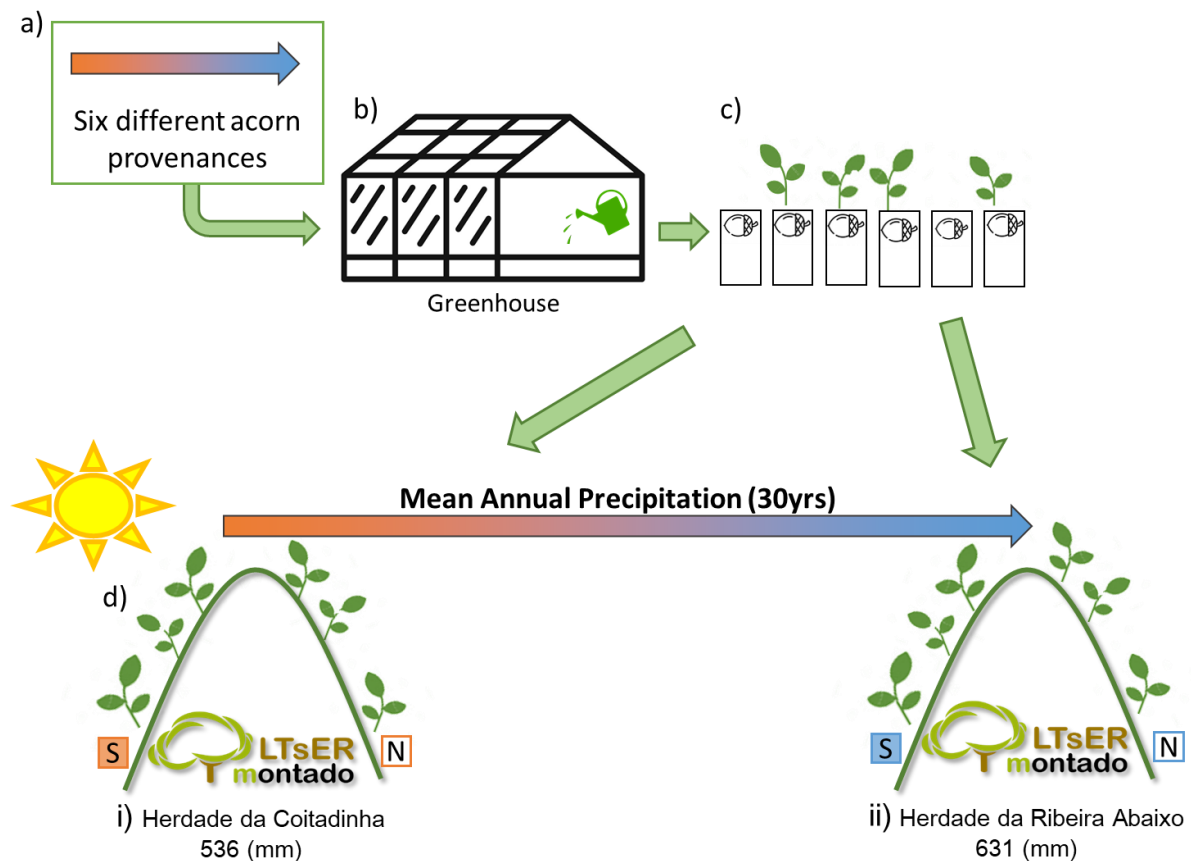 a)
Six different acorn
provenances
b)
Greenhouse
c)
Mean Annual Precipitation (30yrs)
d)
S
LTsER
montado
N
i) Herdade da Coitadinha
536 (mm)
S
LTsER
montado
N
ii) Herdade da Ribeira Abaixo
631 (mm)